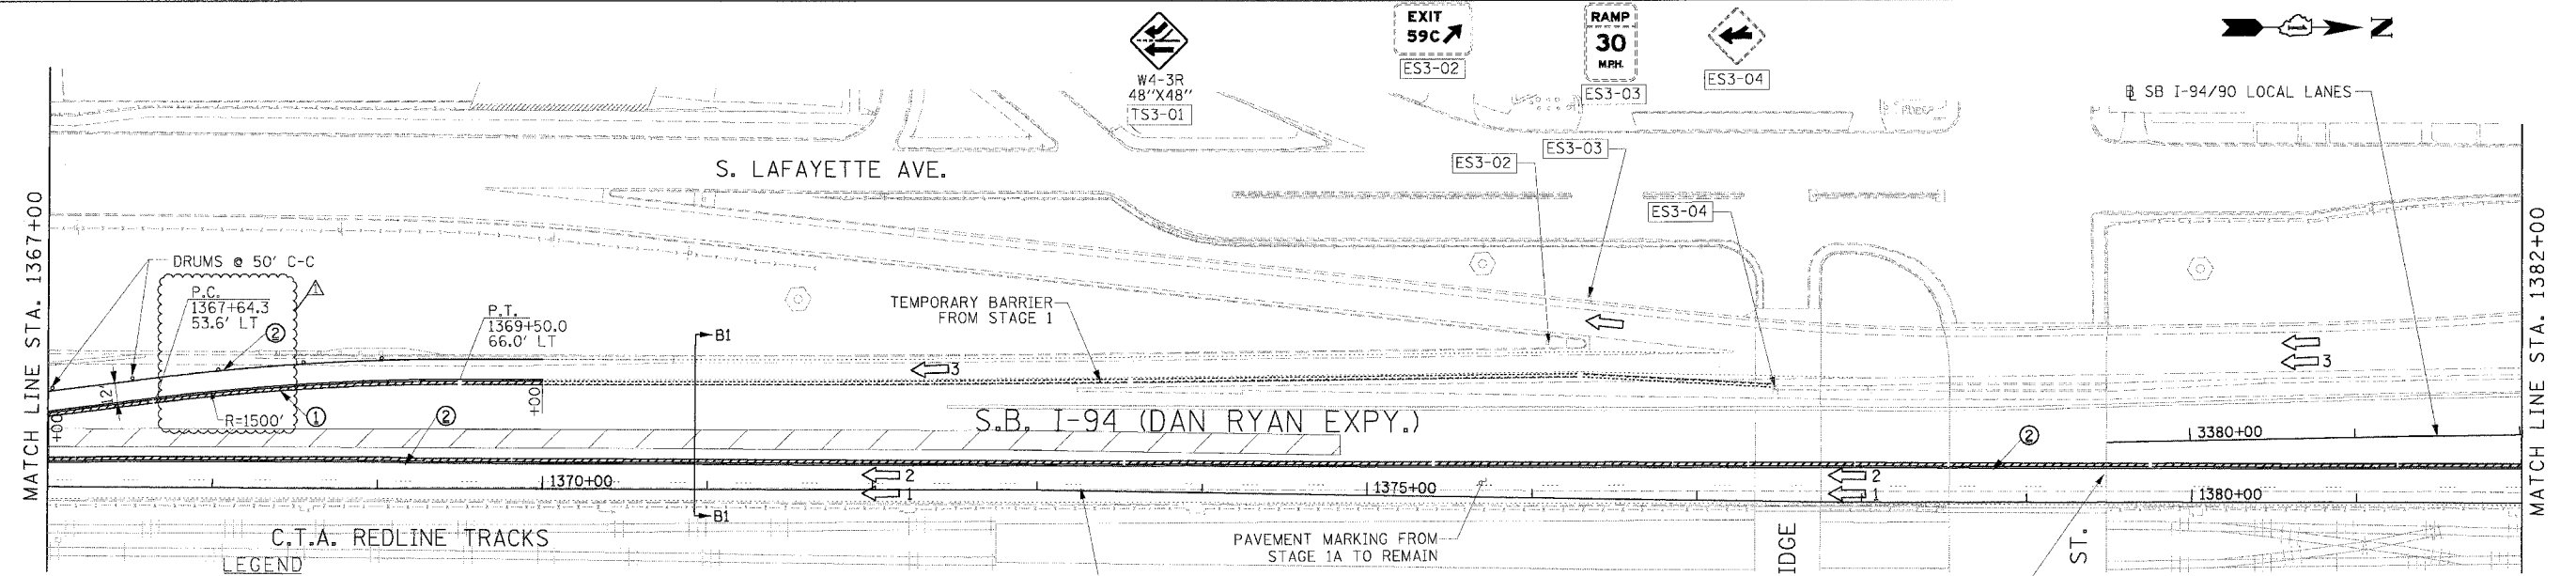 EXIT
59C
ES3-02
RAMP
30
M.P.H.
ES3-03
ES3-04
W4-3R
48"X48"
TS3-01
N
℄ SB I-94/90 LOCAL LANES
S. LAFAYETTE AVE.
ES3-02
ES3-03
ES3-04
MATCH LINE STA. 1367+00
MATCH LINE STA. 1382+00
DRUMS @ 50' C-C
P.C.
1367+64.3
53.6' LT
②
1
P.T.
1369+50.0
66.0' LT
TEMPORARY BARRIER
FROM STAGE 1
B1
3
3
12'
+00
R=1500'
①
②
+00
S.B. I-94 (DAN RYAN EXPY.)
②
3380+00
2
1
2
1
1370+00
1375+00
1380+00
B1
C.T.A. REDLINE TRACKS
PAVEMENT MARKING FROM
STAGE 1A TO REMAIN
IDGE
ST.
LEGEND